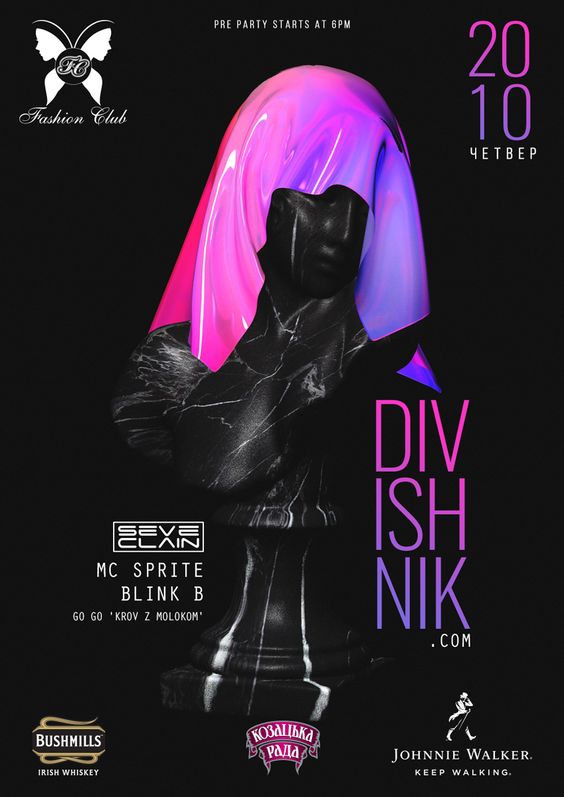 PRE PARTY STARTS AT 6PM
FC
Fashion Club
20
10
ЧЕТВЕР
DIV
ISH
NIK
.COM
SEVE
CLAIN
MC SPRITE
BLINK B
GO GO 'KROV Z MOLOKOM'
BUSHMILLS
IRISH WHISKEY
КОЗАЦЬКА
РАДА
JOHNNIE WALKER.
KEEP WALKING.